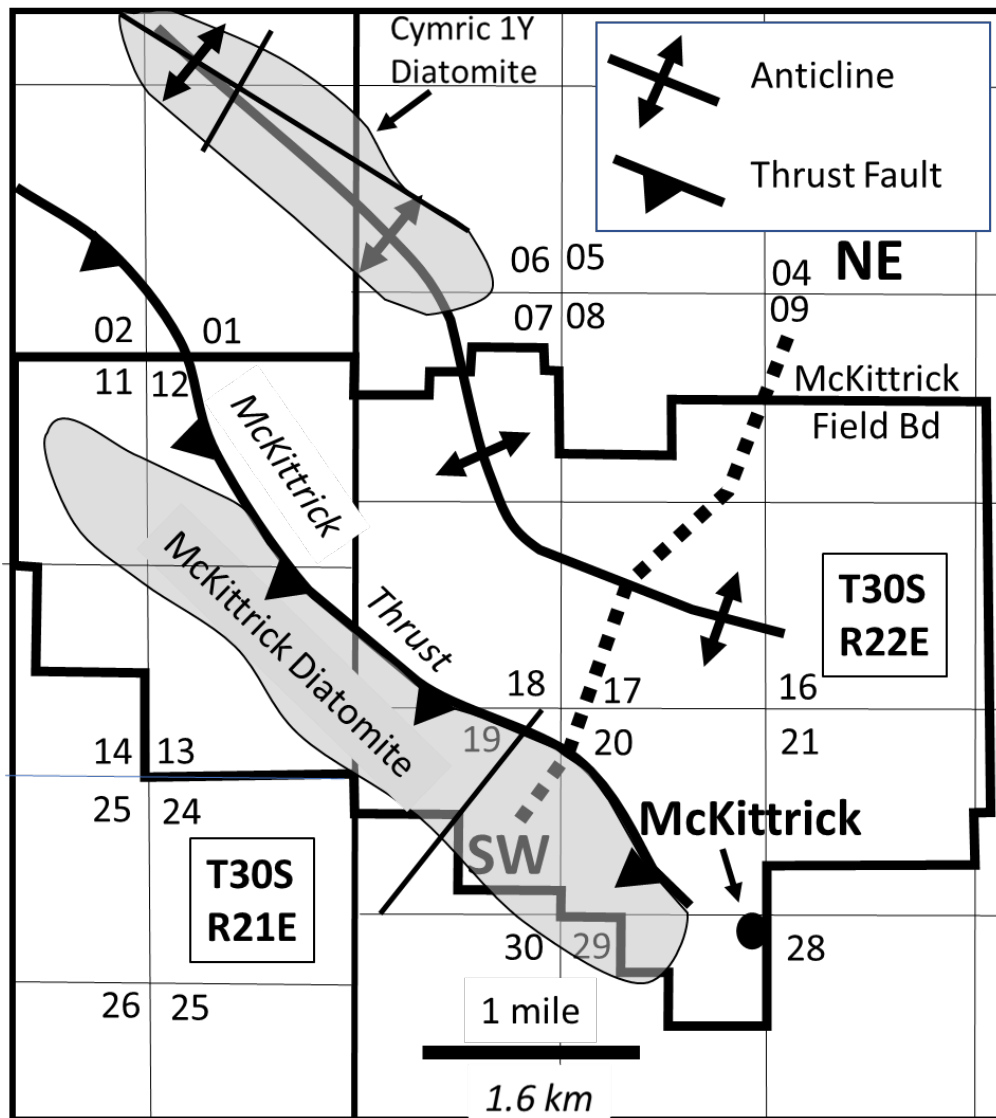 Cymric 1Y
Diatomite
Anticline
Thrust Fault
06 05
04
NE
07 08
09
02 01
11 12
McKittrick
Field Bd
McKittrick
Thrust
McKittrick Diatomite
T30S
R22E
18 17 16
19 20 21
14 13
25 24
McKittrick
SW
T30S
R21E
30 29 28
26 25
1 mile
1.6 km